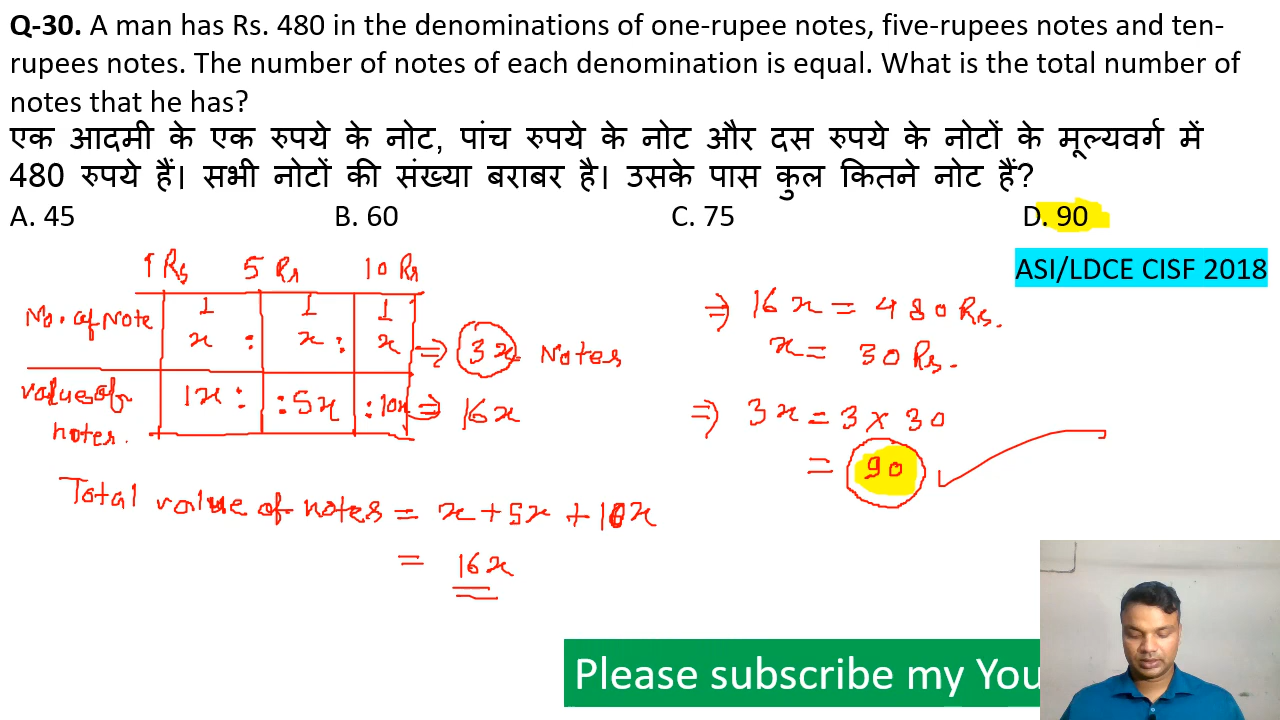 Q-30. A man has Rs. 480 in the denominations of one-rupee notes, five-rupees notes and ten-
rupees notes. The number of notes of each denomination is equal. What is the total number of
notes that he has?
एक आदमी के एक रुपये के नोट, पांच रुपये के नोट और दस रुपये के नोटों के मूल्यवर्ग में
480 रुपये हैं। सभी नोटों की संख्या बराबर है। उसके पास कुल कितने नोट हैं?
A. 45 B. 60 C. 75 D. 90
ASI/LDCE CISF 2018
1 Rs 5 Rs 10 Rs
No. of Note 1 1 1
x : x : x ⇒ 3x Notes
values of notes. 1x : : 5x : 10x ⇒ 16x
Total value of notes = x + 5x + 10x
= 16x
⇒ 16x = 480 Rs.
x = 30 Rs.
⇒ 3x = 3 × 30
= 90
Please subscribe my You